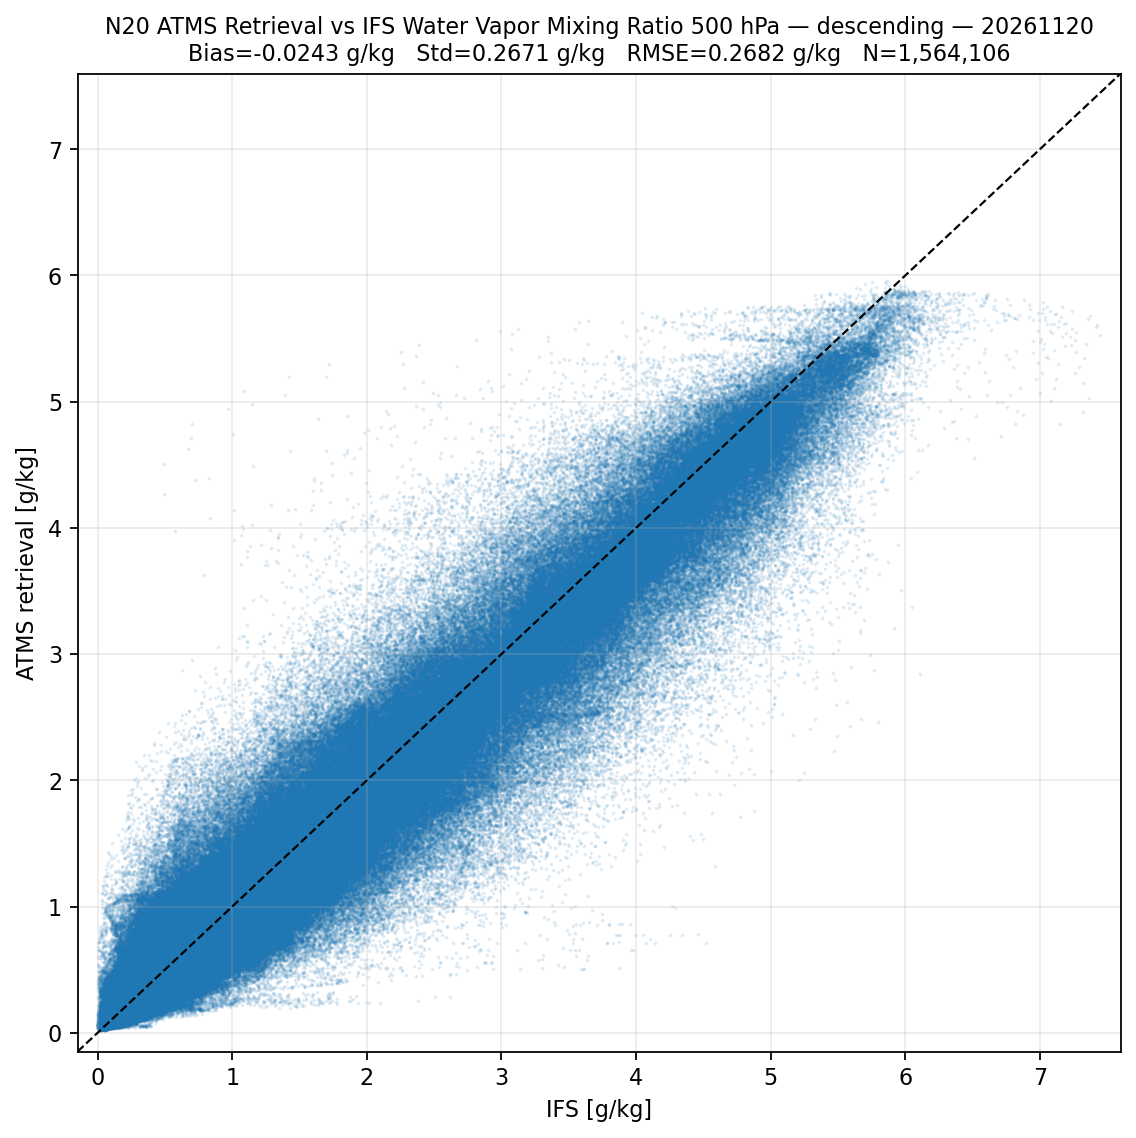 N20 ATMS Retrieval vs IFS Water Vapor Mixing Ratio 500 hPa — descending — 20261120
Bias=-0.0243 g/kg   Std=0.2671 g/kg   RMSE=0.2682 g/kg   N=1,564,106
7
6
5
4
3
2
1
0
ATMS retrieval [g/kg]
0 1 2 3 4 5 6 7
IFS [g/kg]